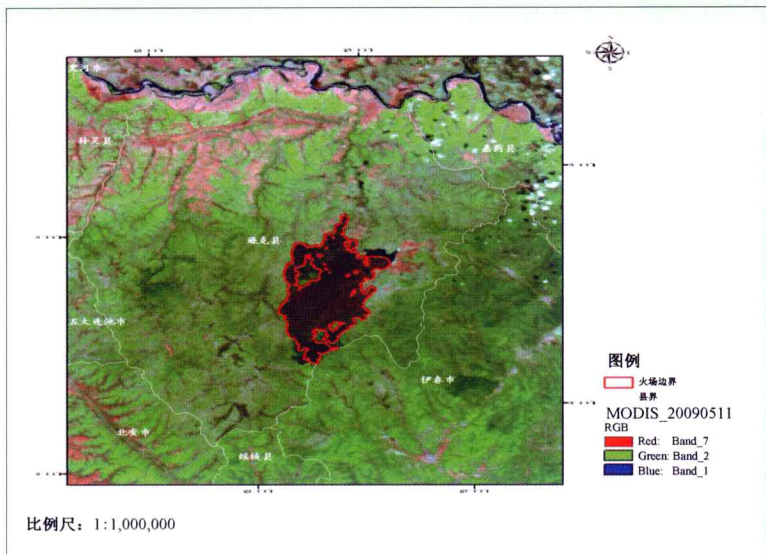 黑河市
孙吴县
嘉荫县
逊克县
五大连池市
伊春市
北安市
绥棱县
图例
火场边界
县界
MODIS_20090511
RGB
Red: Band_7
Green: Band_2
Blue: Band_1
比例尺：1:1,000,000